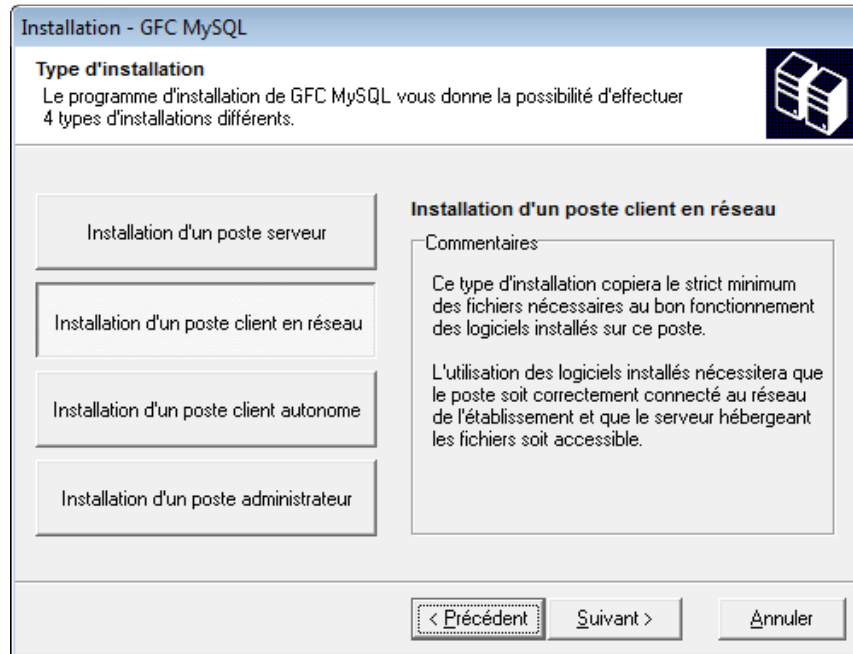 Installation - GFC MySQL
Type d'installation
Le programme d'installation de GFC MySQL vous donne la possibilité d'effectuer
4 types d'installations différents.
Installation d'un poste serveur
Installation d'un poste client en réseau
Installation d'un poste client autonome
Installation d'un poste administrateur
Installation d'un poste client en réseau
Commentaires
Ce type d'installation copiera le strict minimum
des fichiers nécessaires au bon fonctionnement
des logiciels installés sur ce poste.
L'utilisation des logiciels installés nécessitera que
le poste soit correctement connecté au réseau
de l'établissement et que le serveur hébergeant
les fichiers soit accessible.
< Précédent
Suivant >
Annuler